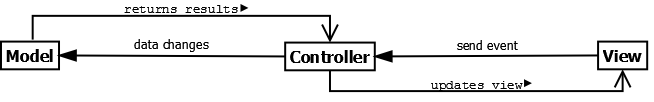 returns results
data changes
send event
Model
Controller
View
updates view